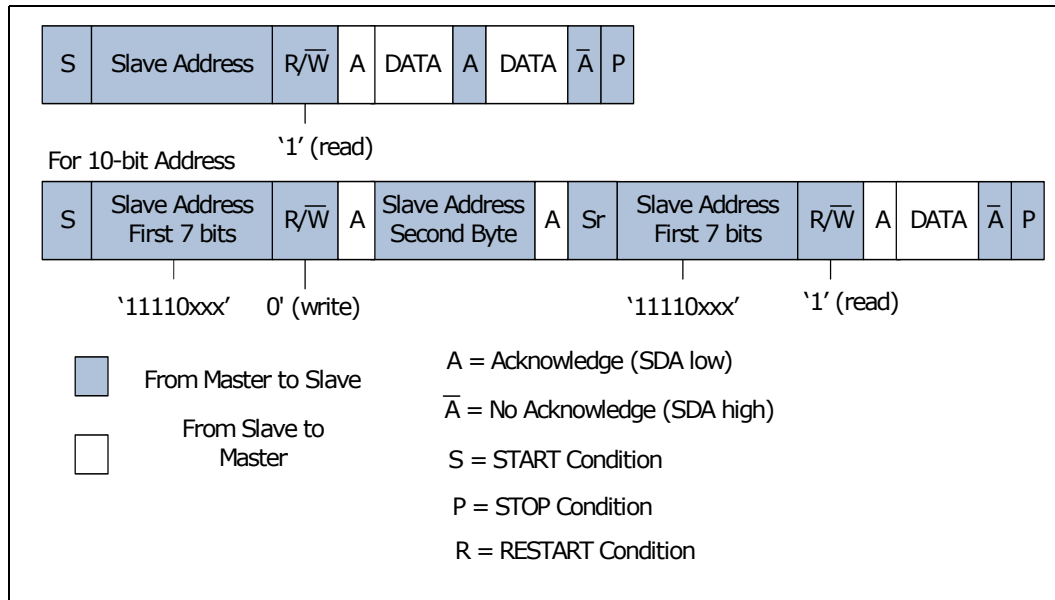 S Slave Address R/W̅ A DATA A DATA A̅ P
‘1’ (read)
For 10-bit Address
S Slave Address First 7 bits R/W̅ A Slave Address Second Byte A Sr Slave Address First 7 bits R/W̅ A DATA A̅ P
‘11110xxx’ 0' (write) ‘11110xxx’ ‘1’ (read)
From Master to Slave
From Slave to
Master
A = Acknowledge (SDA low)
A̅ = No Acknowledge (SDA high)
S = START Condition
P = STOP Condition
R = RESTART Condition